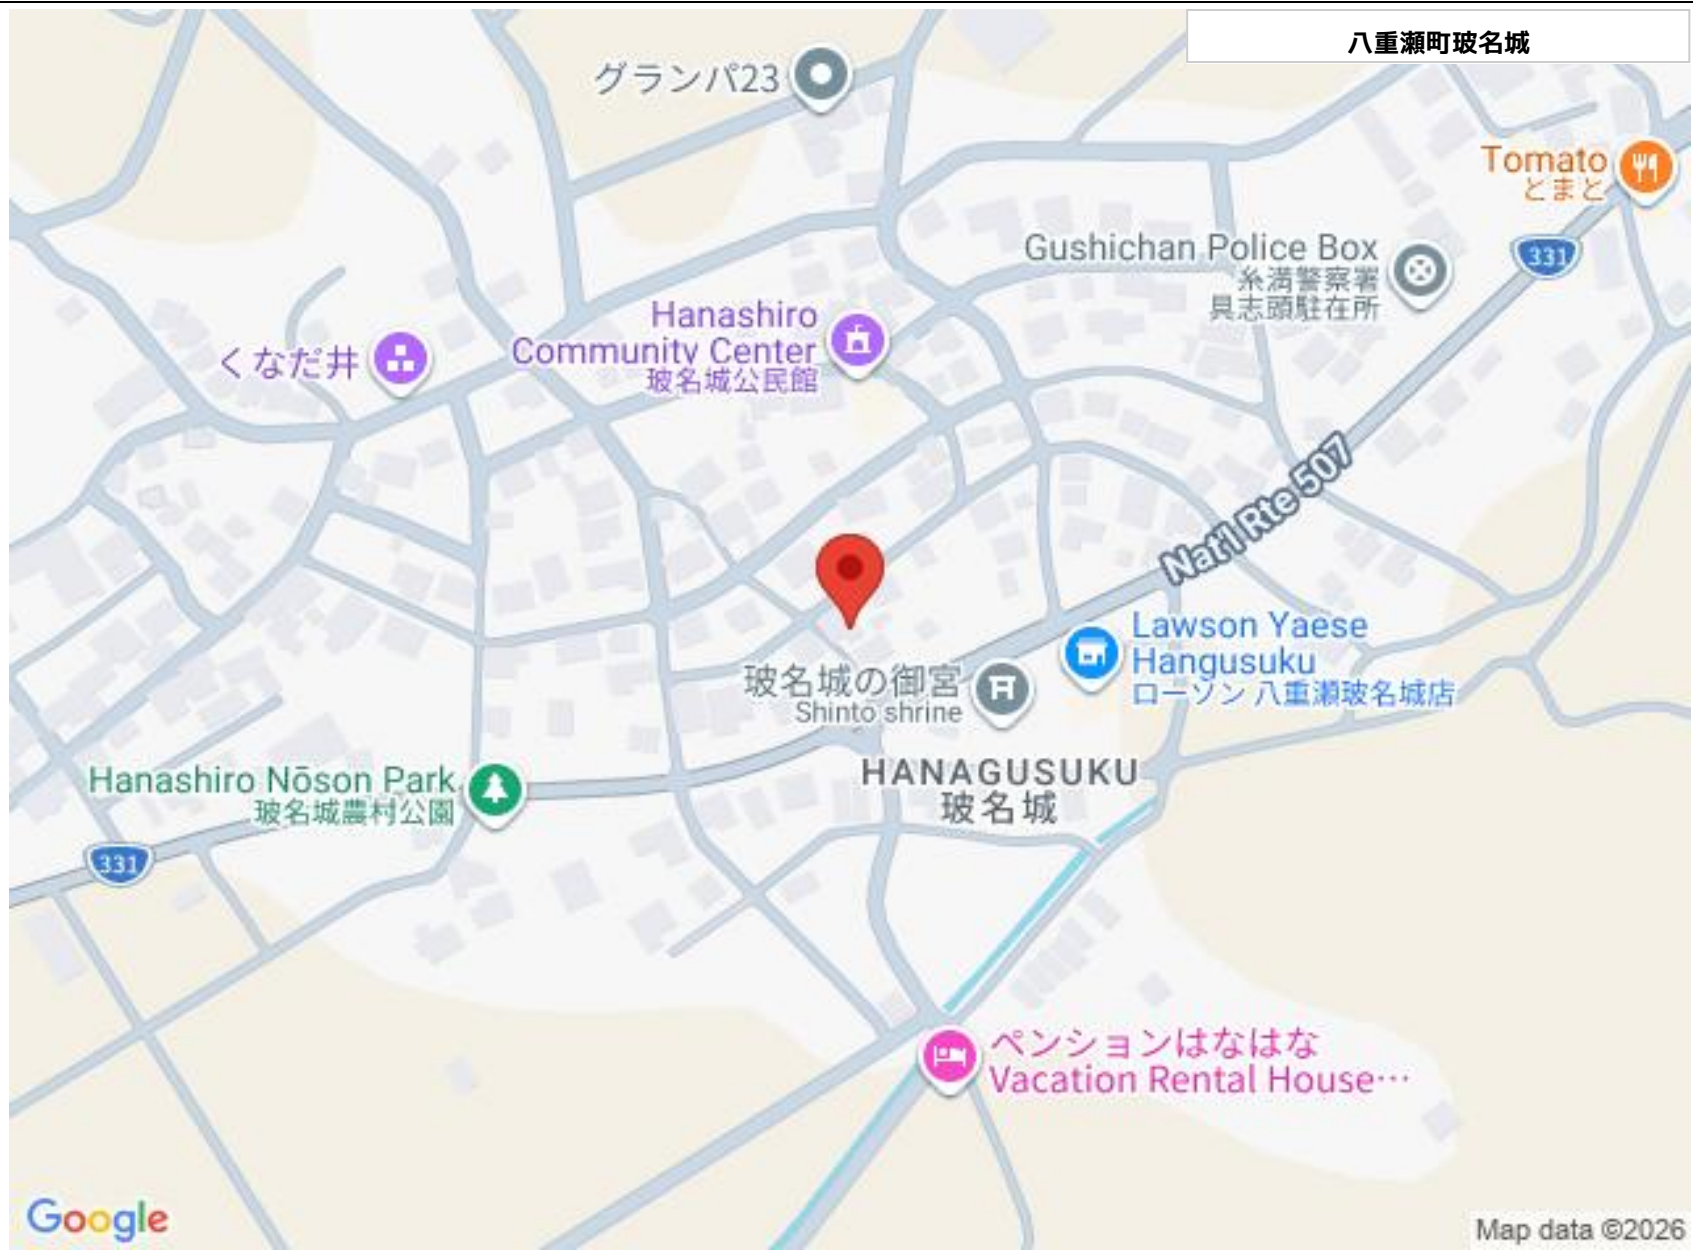 八重瀬町玻名城
グランパ23
Tomato
とまと
Gushichan Police Box
糸満警察署
具志頭駐在所
331
Hanashiro
Community Center
玻名城公民館
くなだ井
Nat'l Rte 507
Lawson Yaese
Hangusuku
ローソン 八重瀬玻名城店
玻名城の御宮
Shinto shrine
HANAGUSUKU
玻名城
Hanashiro Nōson Park
玻名城農村公園
331
ペンションはなはな
Vacation Rental House…
Google
Map data ©2026